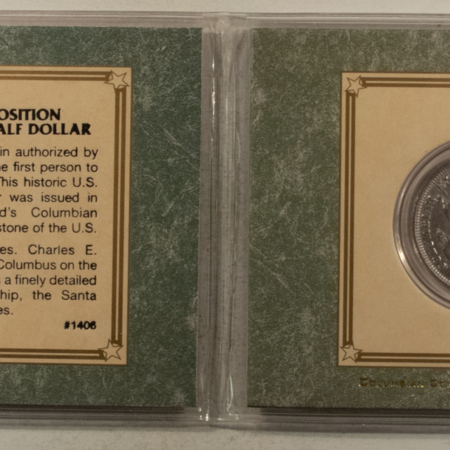 OSITION
ALF DOLLAR
in authorized by
e first person to
This historic U.S.
r was issued in
d's Columbian
stone of the U.S.
es. Charles E.
Columbus on the
s a finely detailed
hip, the Santa
es.
#1406